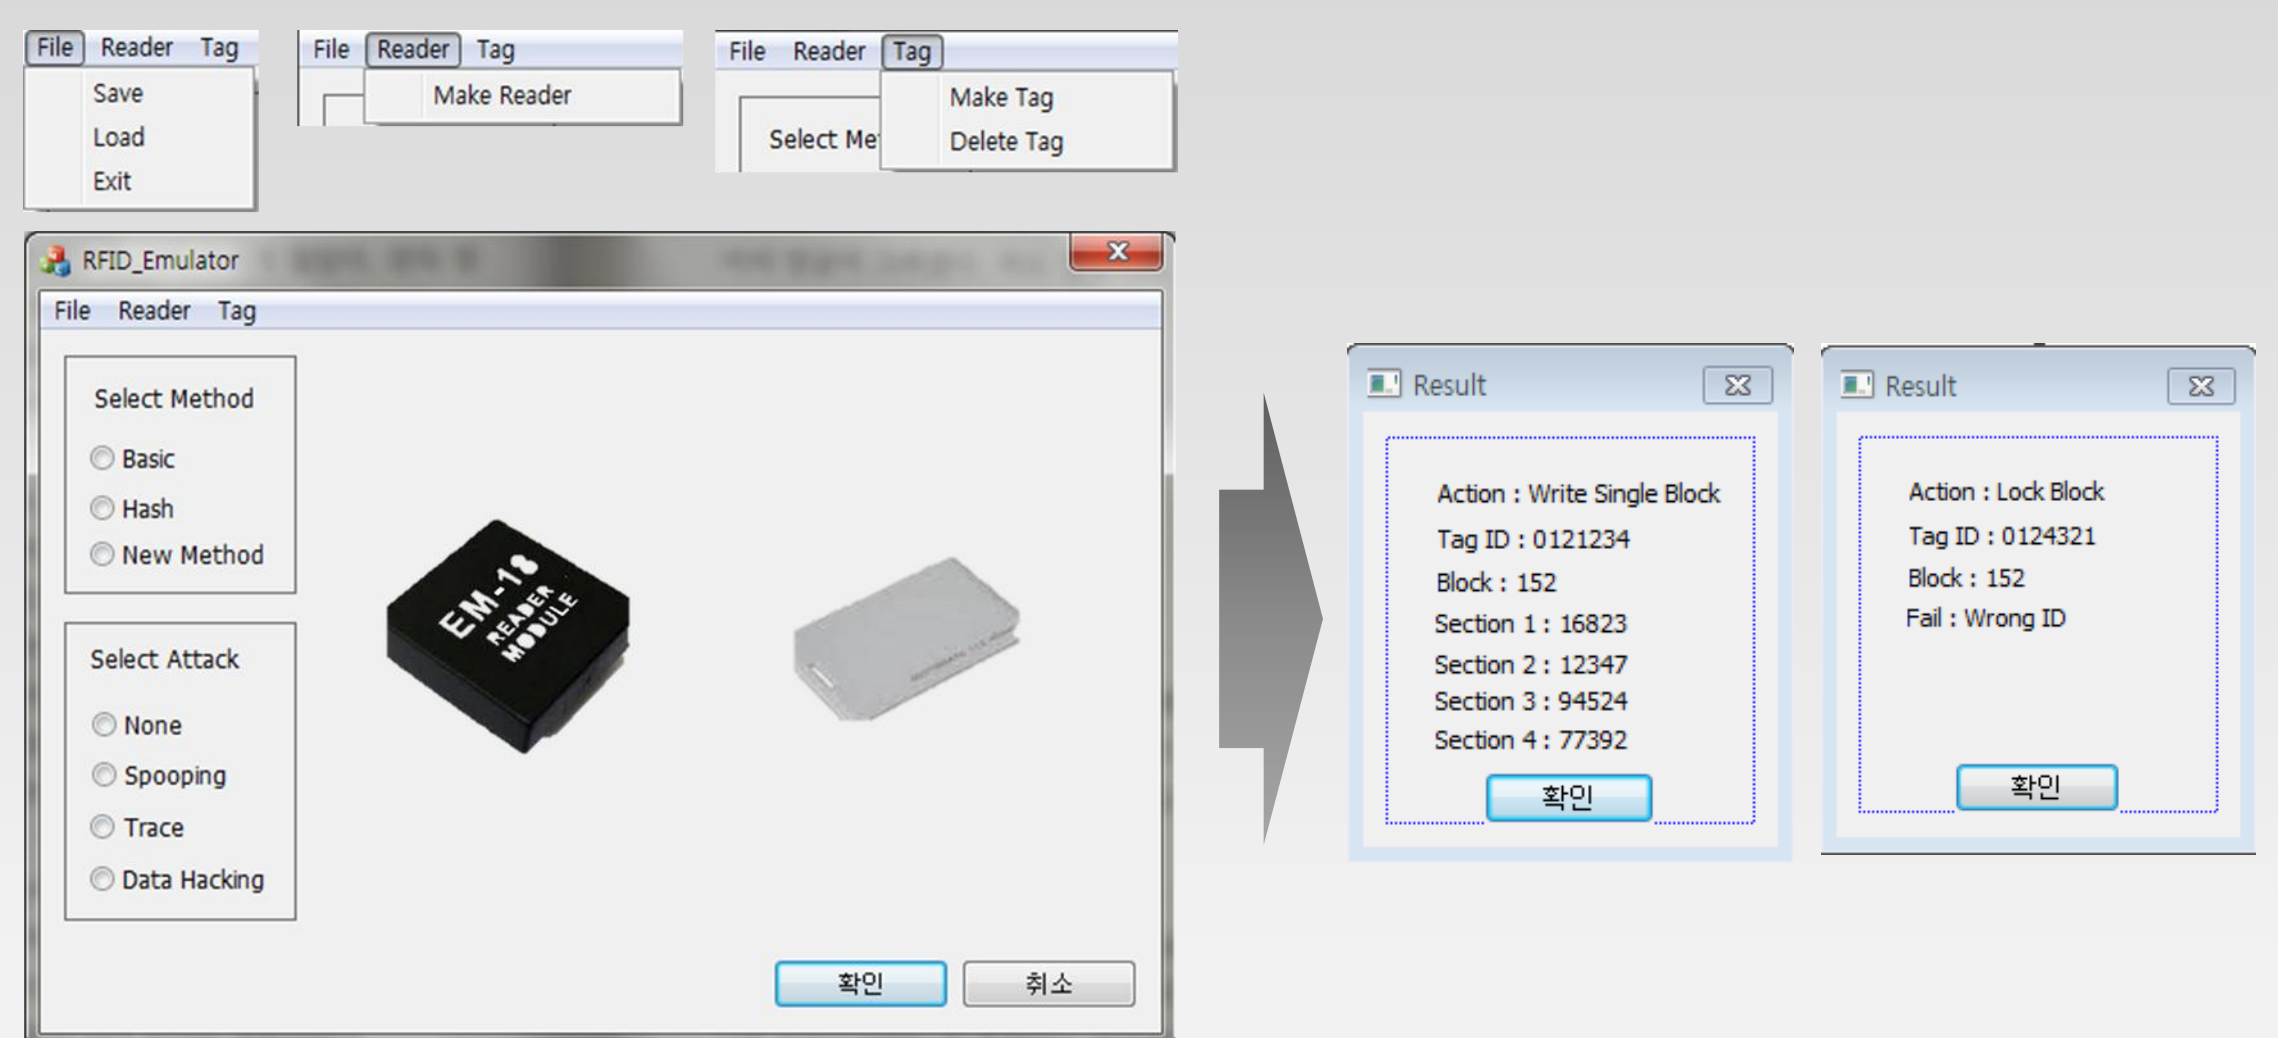 File Reader Tag
Save
Load
Exit
File Reader Tag
Make Reader
File Reader Tag
Make Tag
Select Me
Delete Tag
RFID_Emulator
File Reader Tag
Select Method
Basic
Hash
New Method
Select Attack
None
Spooping
Trace
Data Hacking
EM-18
READER
MODULE
확인 취소
Result
Action : Write Single Block
Tag ID : 0121234
Block : 152
Section 1 : 16823
Section 2 : 12347
Section 3 : 94524
Section 4 : 77392
확인
Result
Action : Lock Block
Tag ID : 0124321
Block : 152
Fail : Wrong ID
확인